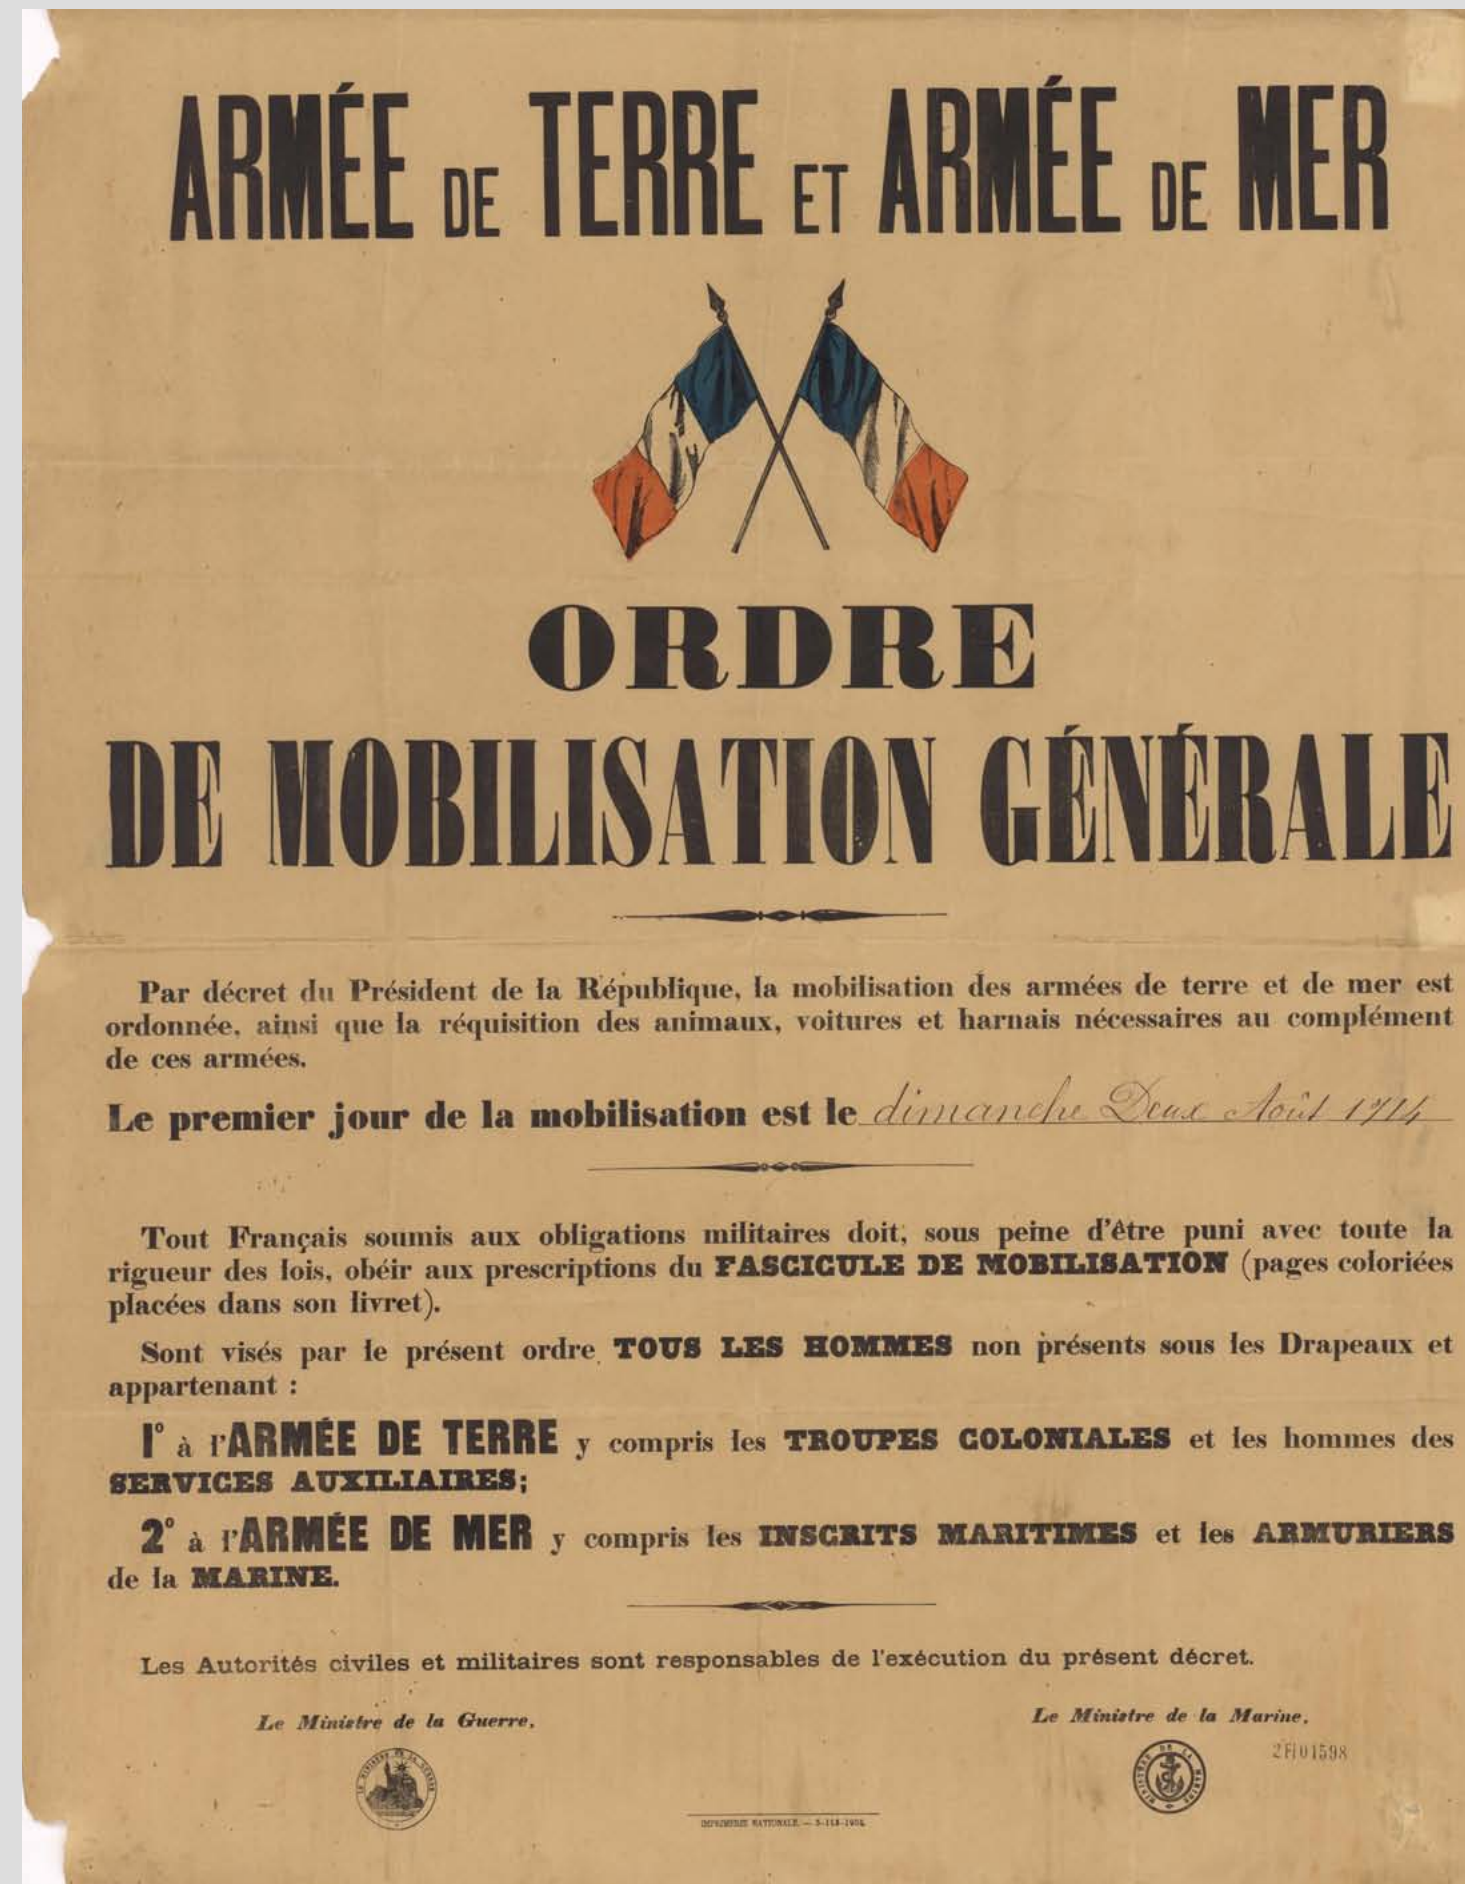 ARMÉE DE TERRE ET ARMÉE DE MER
ORDRE
DE MOBILISATION GÉNÉRALE
Par décret du Président de la République, la mobilisation des armées de terre et de mer est
ordonnée, ainsi que la réquisition des animaux, voitures et harnais nécessaires au complément
de ces armées.
Le premier jour de la mobilisation est le dimanche Deux Août 1914
Tout Français soumis aux obligations militaires doit, sous peine d'être puni avec toute la
rigueur des lois, obéir aux prescriptions du FASCICULE DE MOBILISATION (pages coloriées
placées dans son livret).
Sont visés par le présent ordre TOUS LES HOMMES non présents sous les Drapeaux et
appartenant :
1° à l'ARMÉE DE TERRE y compris les TROUPES COLONIALES et les hommes des
SERVICES AUXILIAIRES;
2° à l'ARMÉE DE MER y compris les INSCRITS MARITIMES et les ARMURIERS
de la MARINE.
Les Autorités civiles et militaires sont responsables de l'exécution du présent décret.
Le Ministre de la Guerre,
Le Ministre de la Marine,
MINISTRE DE LA MARINE
2FI01598
IMPRIMERIE NATIONALE.